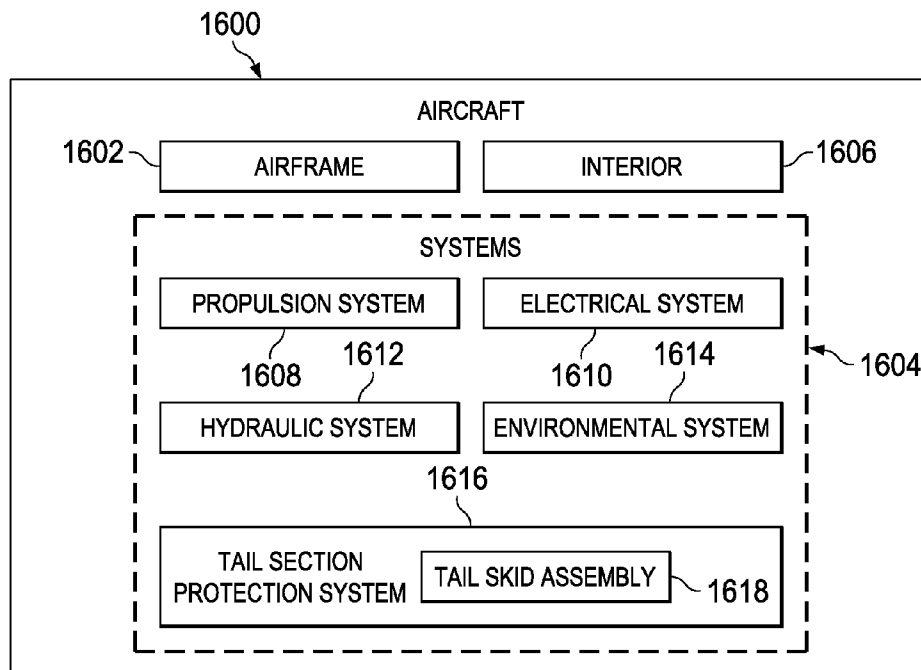 1600
AIRCRAFT
1602
AIRFRAME
INTERIOR
1606
SYSTEMS
PROPULSION SYSTEM
ELECTRICAL SYSTEM
1608
1612
1610
1614
1604
HYDRAULIC SYSTEM
ENVIRONMENTAL SYSTEM
1616
TAIL SECTION
PROTECTION SYSTEM
TAIL SKID ASSEMBLY
1618